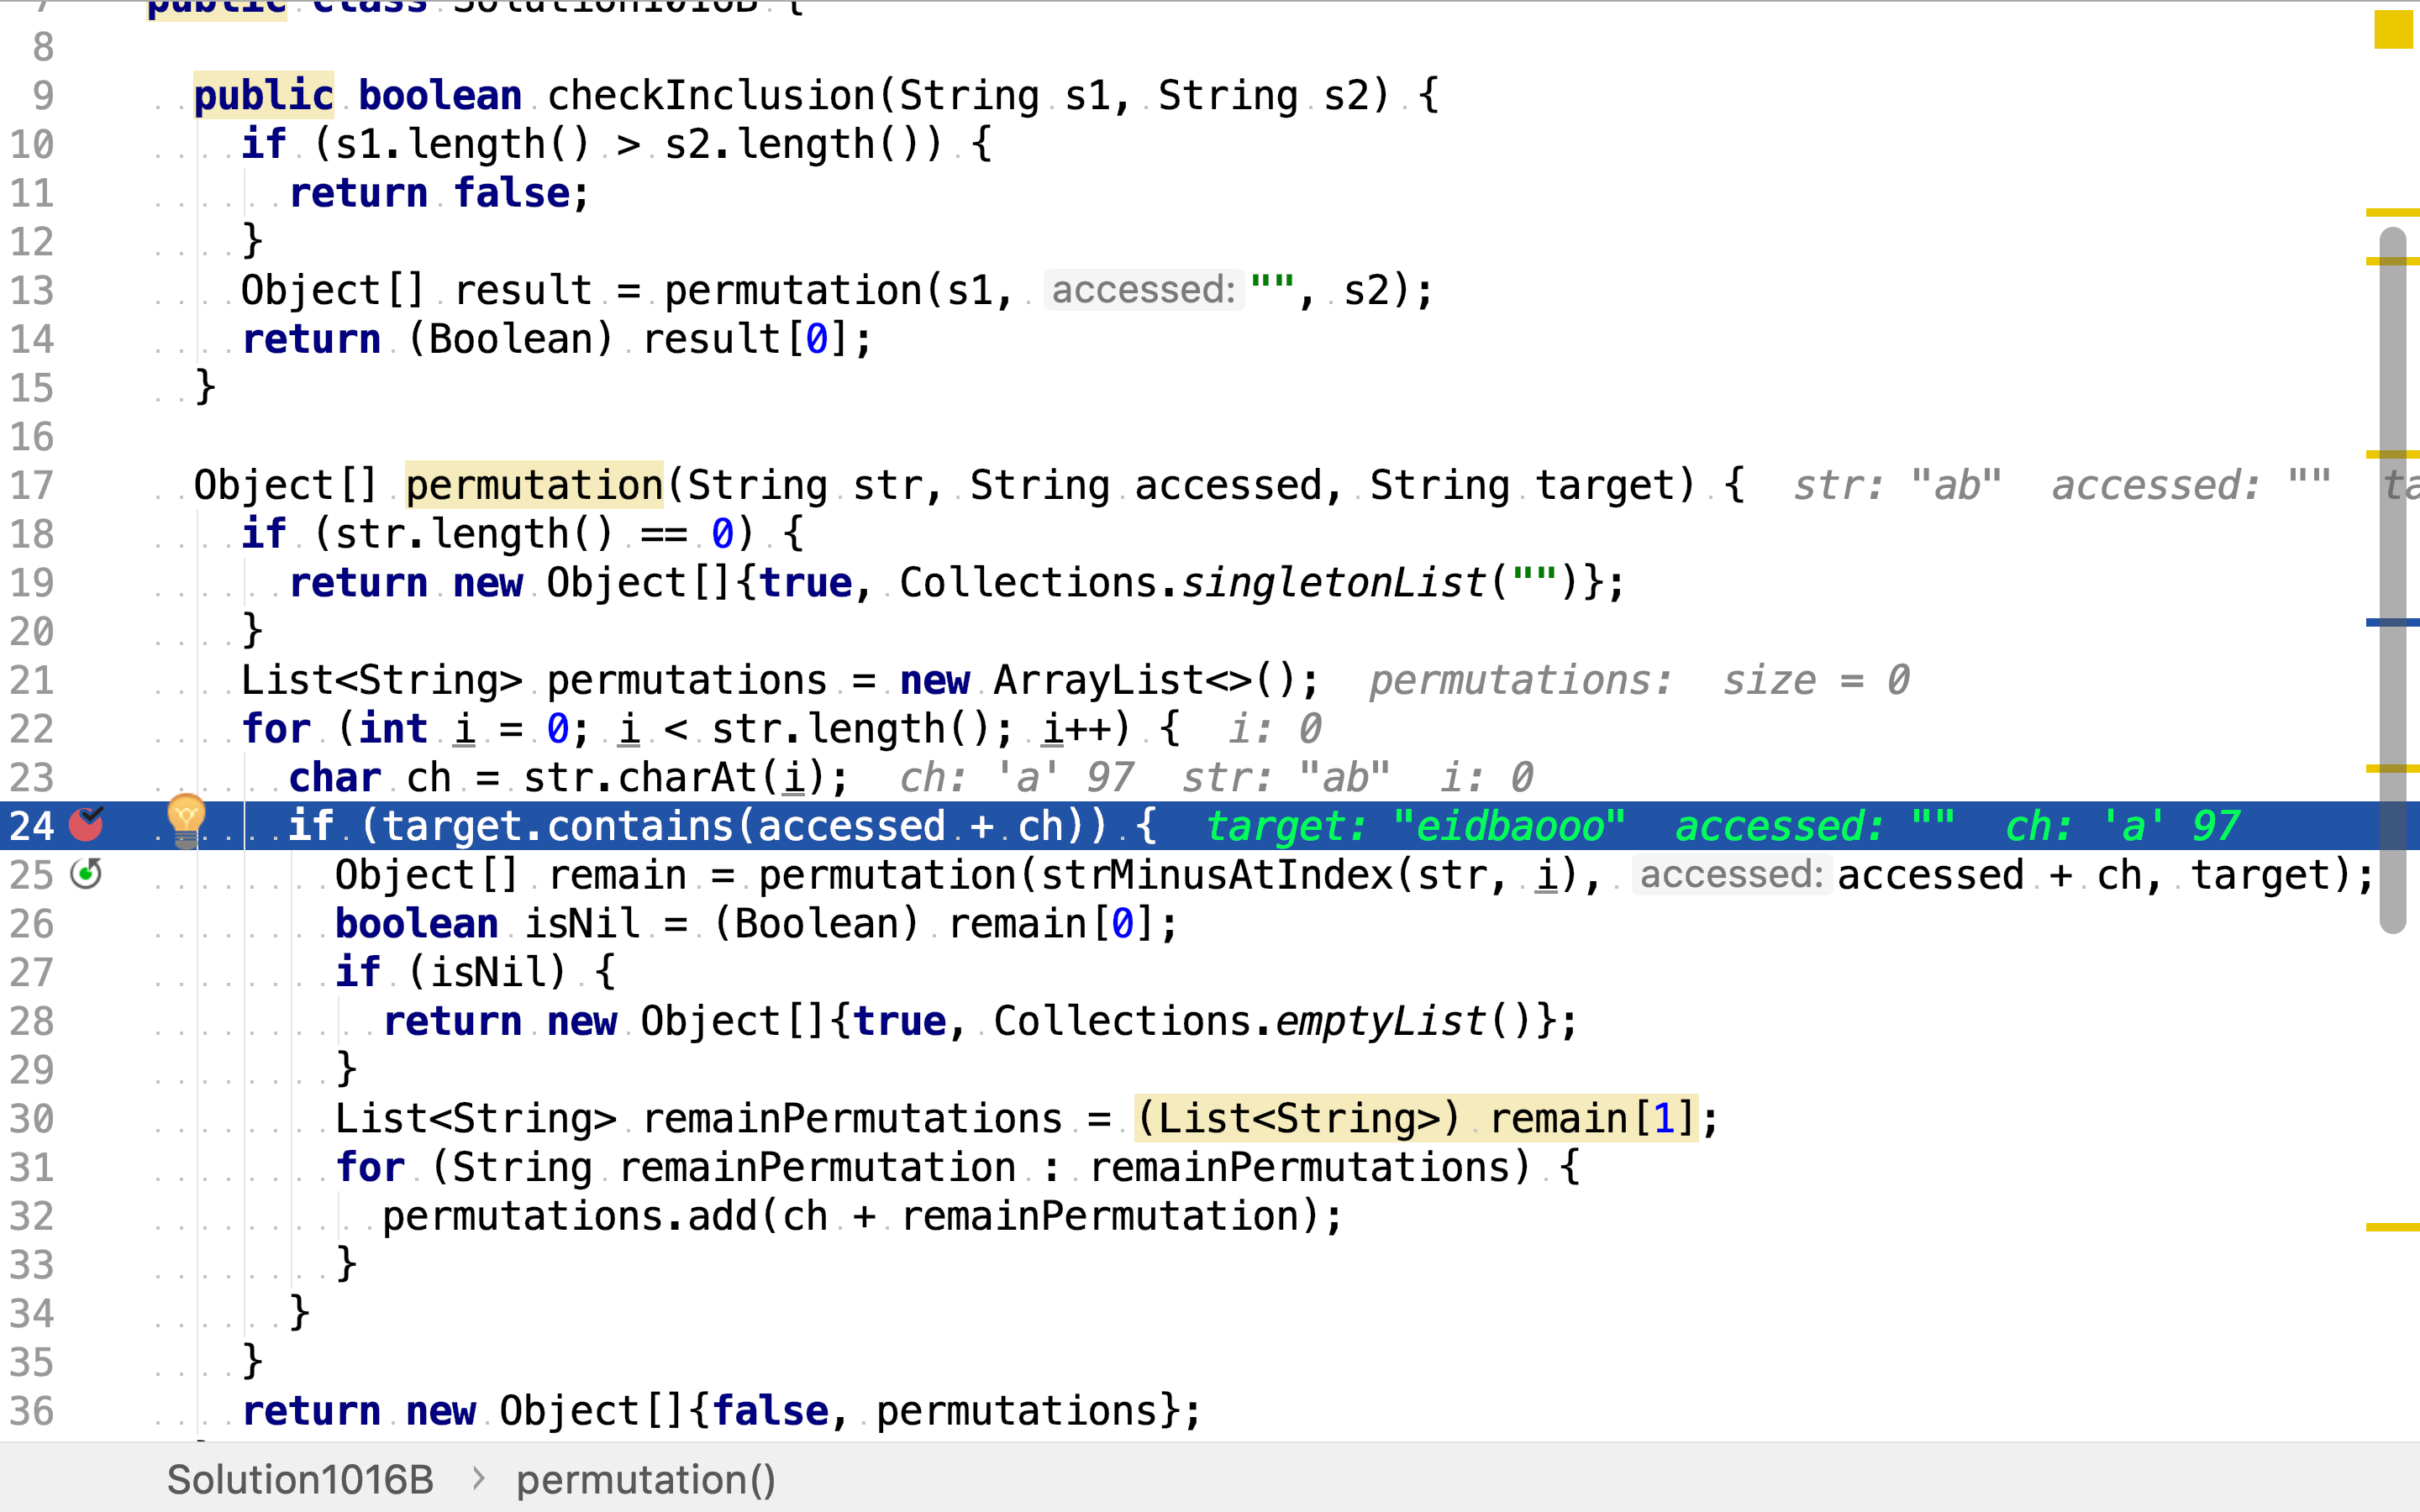 7 public class Solution1016B {
8
9 public boolean checkInclusion(String s1, String s2) {
10 if (s1.length() > s2.length()) {
11 return false;
12 }
13 Object[] result = permutation(s1, accessed: "", s2);
14 return (Boolean) result[0];
15 }
16
17 Object[] permutation(String str, String accessed, String target) { str: "ab" accessed: "" ta
18 if (str.length() == 0) {
19 return new Object[]{true, Collections.singletonList("")};
20 }
21 List<String> permutations = new ArrayList<>(); permutations: size = 0
22 for (int i = 0; i < str.length(); i++) { i: 0
23 char ch = str.charAt(i); ch: 'a' 97 str: "ab" i: 0
24 if (target.contains(accessed + ch)) { target: "eidbaooo" accessed: "" ch: 'a' 97
25 Object[] remain = permutation(strMinusAtIndex(str, i), accessed: accessed + ch, target);
26 boolean isNil = (Boolean) remain[0];
27 if (isNil) {
28 return new Object[]{true, Collections.emptyList()};
29 }
30 List<String> remainPermutations = (List<String>) remain[1];
31 for (String remainPermutation : remainPermutations) {
32 permutations.add(ch + remainPermutation);
33 }
34 }
35 }
36 return new Object[]{false, permutations};
Solution1016B > permutation()